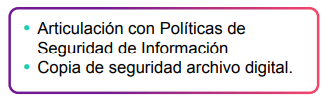 • Articulación con Políticas de
Seguridad de Información
• Copia de seguridad archivo digital.